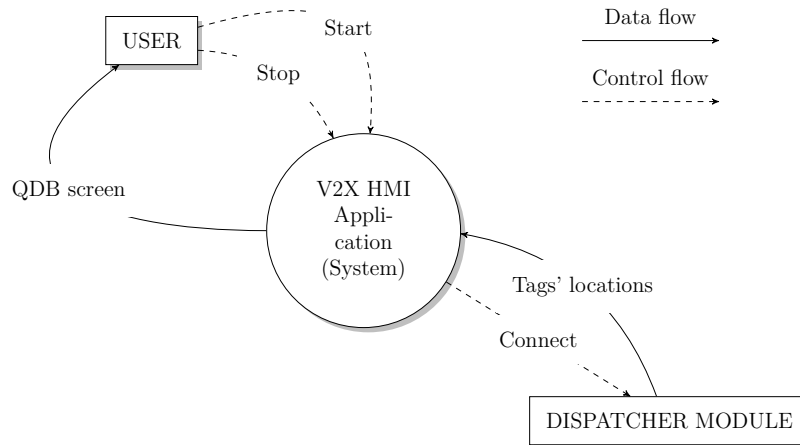 USER
Start
Stop
Data flow
Control flow
QDB screen
V2X HMI
Appli-
cation
(System)
Tags' locations
Connect
DISPATCHER MODULE